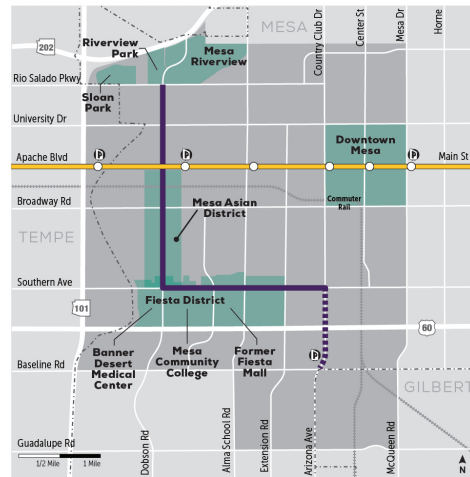 MESA
Country Club Dr
Center St
Mesa Dr
Horne
202
Riverview
Park
Mesa
Riverview
Rio Salado Pkwy
Sloan
Park
University Dr
Downtown
Mesa
Apache Blvd
P
P
P
Main St
Broadway Rd
Commuter
Rail
Mesa Asian
District
TEMPE
Southern Ave
101
Fiesta District
60
Banner
Desert
Medical
Center
Mesa
Community
College
Former
Fiesta
Mall
P
Baseline Rd
GILBERT
Dobson Rd
Alma School Rd
Extension Rd
Arizona Ave
McQueen Rd
Guadalupe Rd
1/2 Mile
1 Mile
N